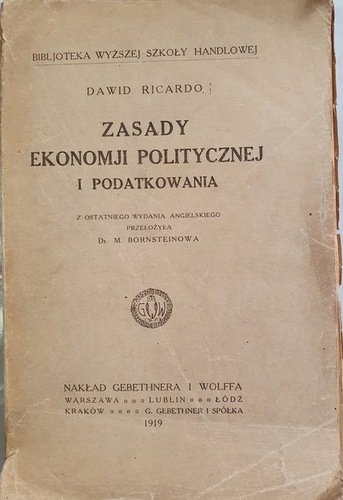 BIBLJOTEKA WYŻSZEJ SZKOŁY HANDLOWEJ
DAWID RICARDO
ZASADY
EKONOMJI POLITYCZNEJ
I PODATKOWANIA
Z OSTATNIEGO WYDANIA ANGIELSKIEGO
PRZEŁOŻYŁA
Dr. M. BORNSTEINOWA
G W
NAKŁAD GEBETHNERA I WOLFFA
WARSZAWA ¤ ¤ LUBLIN ¤ ¤ ¤ ŁÓDŹ
KRAKÓW ¤ ¤ ¤ ¤ G. GEBETHNER I SPÓŁKA
1919